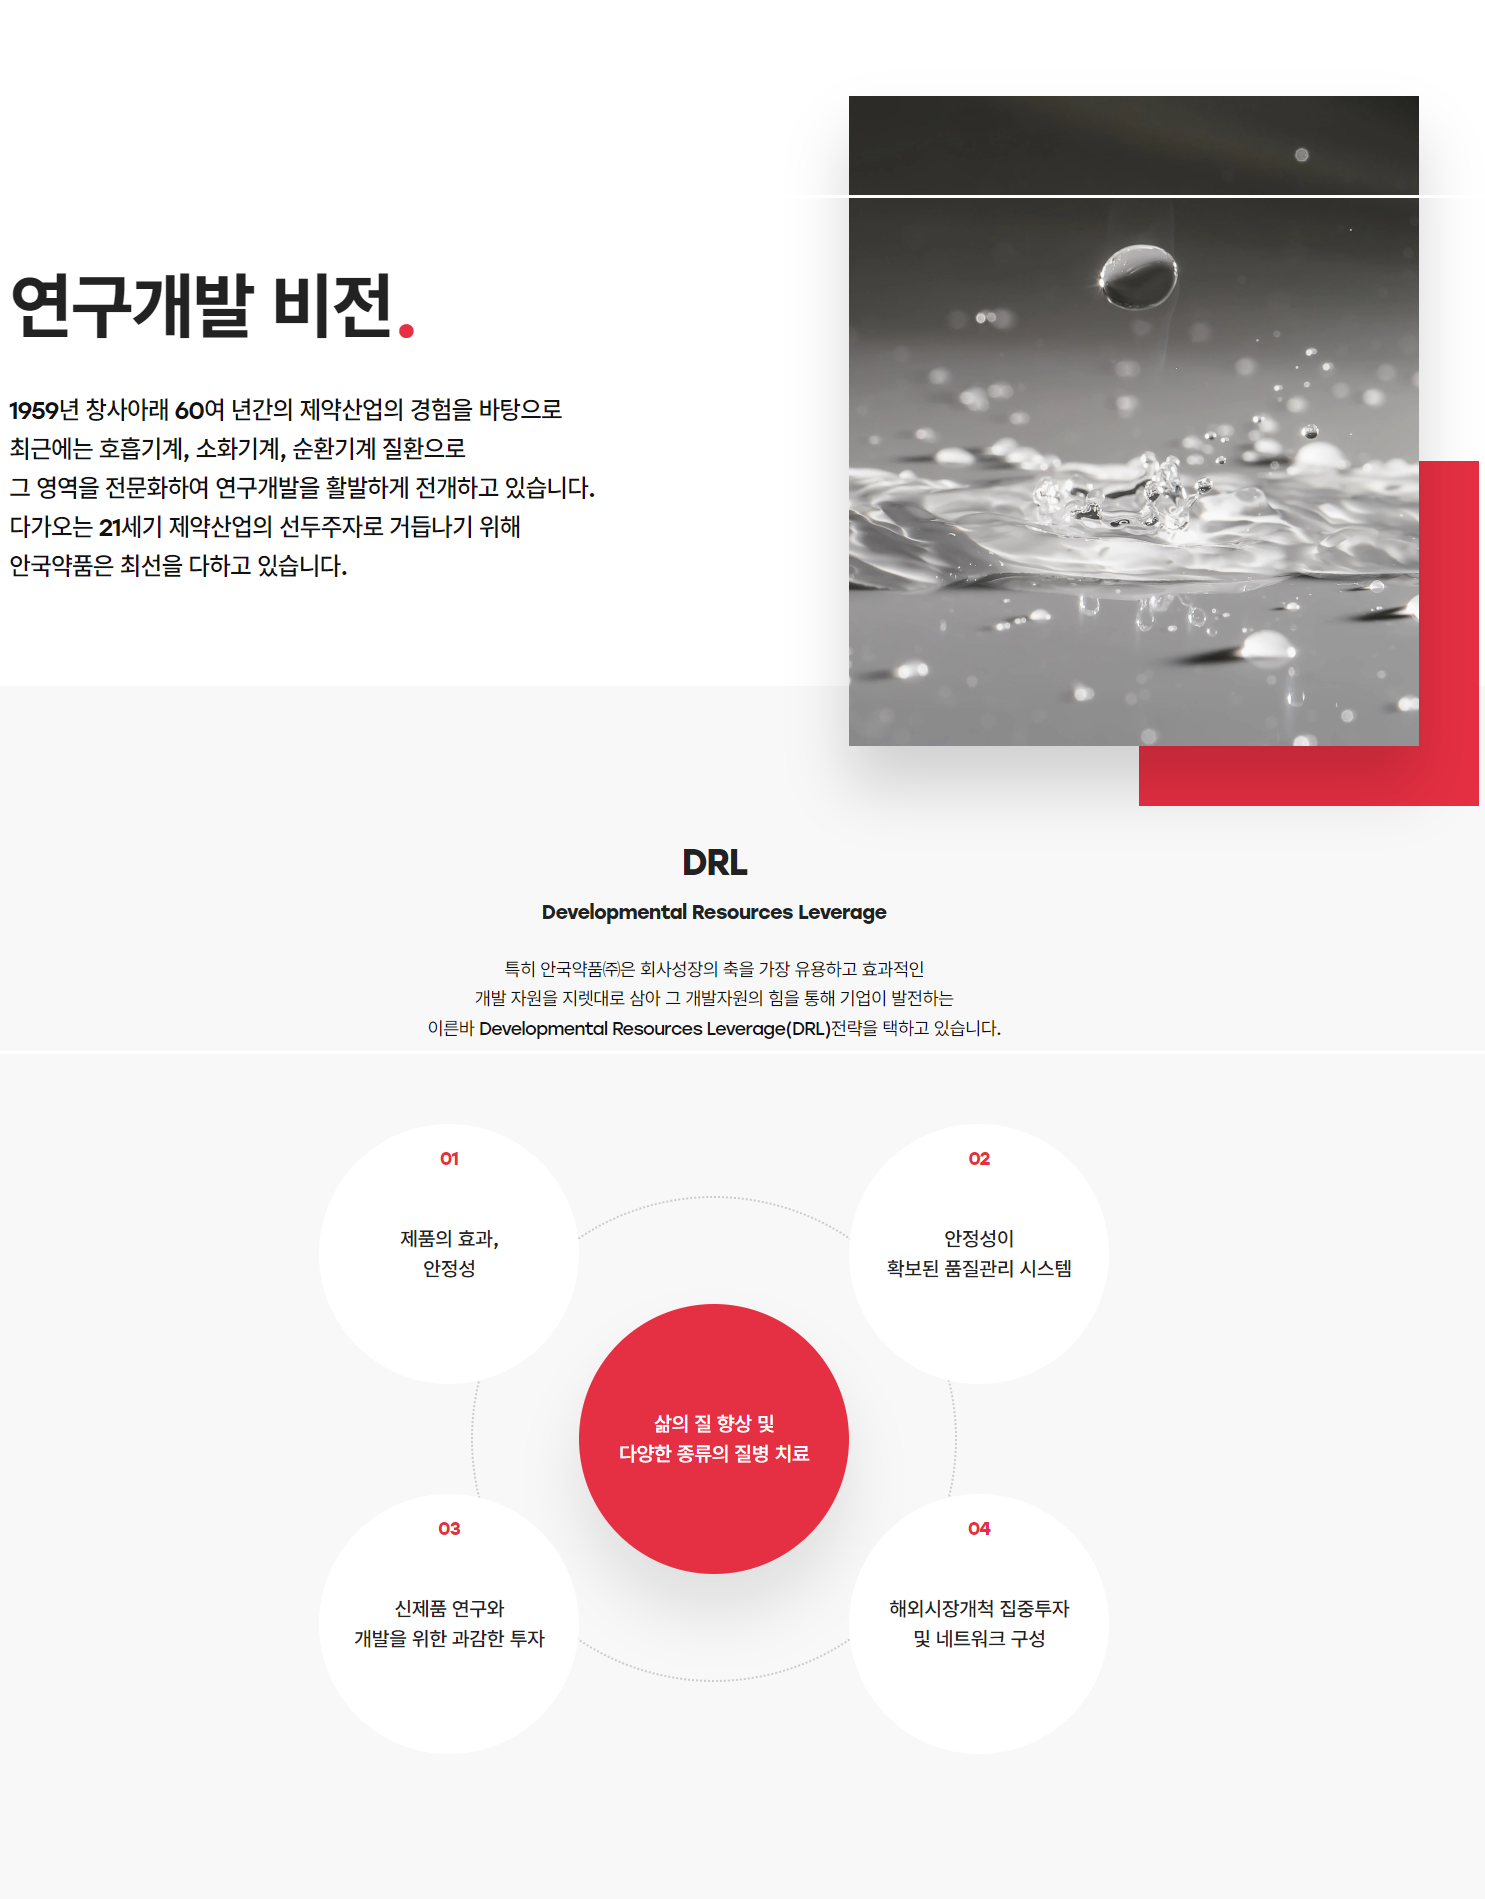 연구개발 비전.
1959년 창사아래 60여 년간의 제약산업의 경험을 바탕으로
최근에는 호흡기계, 소화기계, 순환기계 질환으로
그 영역을 전문화하여 연구개발을 활발하게 전개하고 있습니다.
다가오는 21세기 제약산업의 선두주자로 거듭나기 위해
안국약품은 최선을 다하고 있습니다.
DRL
Developmental Resources Leverage
특히 안국약품㈜은 회사성장의 축을 가장 유용하고 효과적인
개발 자원을 지렛대로 삼아 그 개발자원의 힘을 통해 기업이 발전하는
이른바 Developmental Resources Leverage(DRL)전략을 택하고 있습니다.
01
제품의 효과,
안정성
02
안정성이
확보된 품질관리 시스템
삶의 질 향상 및
다양한 종류의 질병 치료
03
신제품 연구와
개발을 위한 과감한 투자
04
해외시장개척 집중투자
및 네트워크 구성